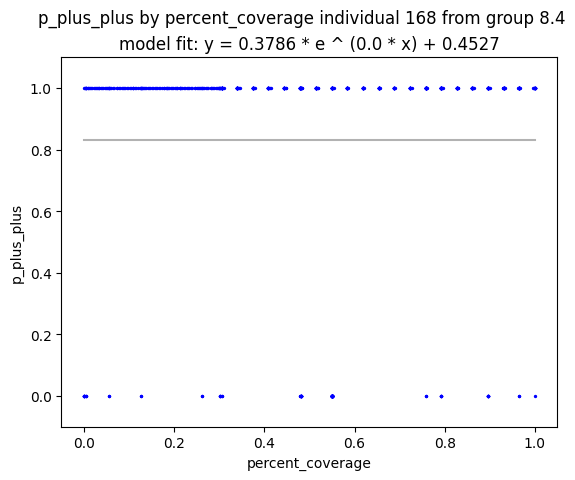 p_plus_plus by percent_coverage individual 168 from group 8.4
model fit: y = 0.3786 * e ^ (0.0 * x) + 0.4527
1.0
0.8
0.6
0.4
0.2
0.0
p_plus_plus
0.0 0.2 0.4 0.6 0.8 1.0
percent_coverage